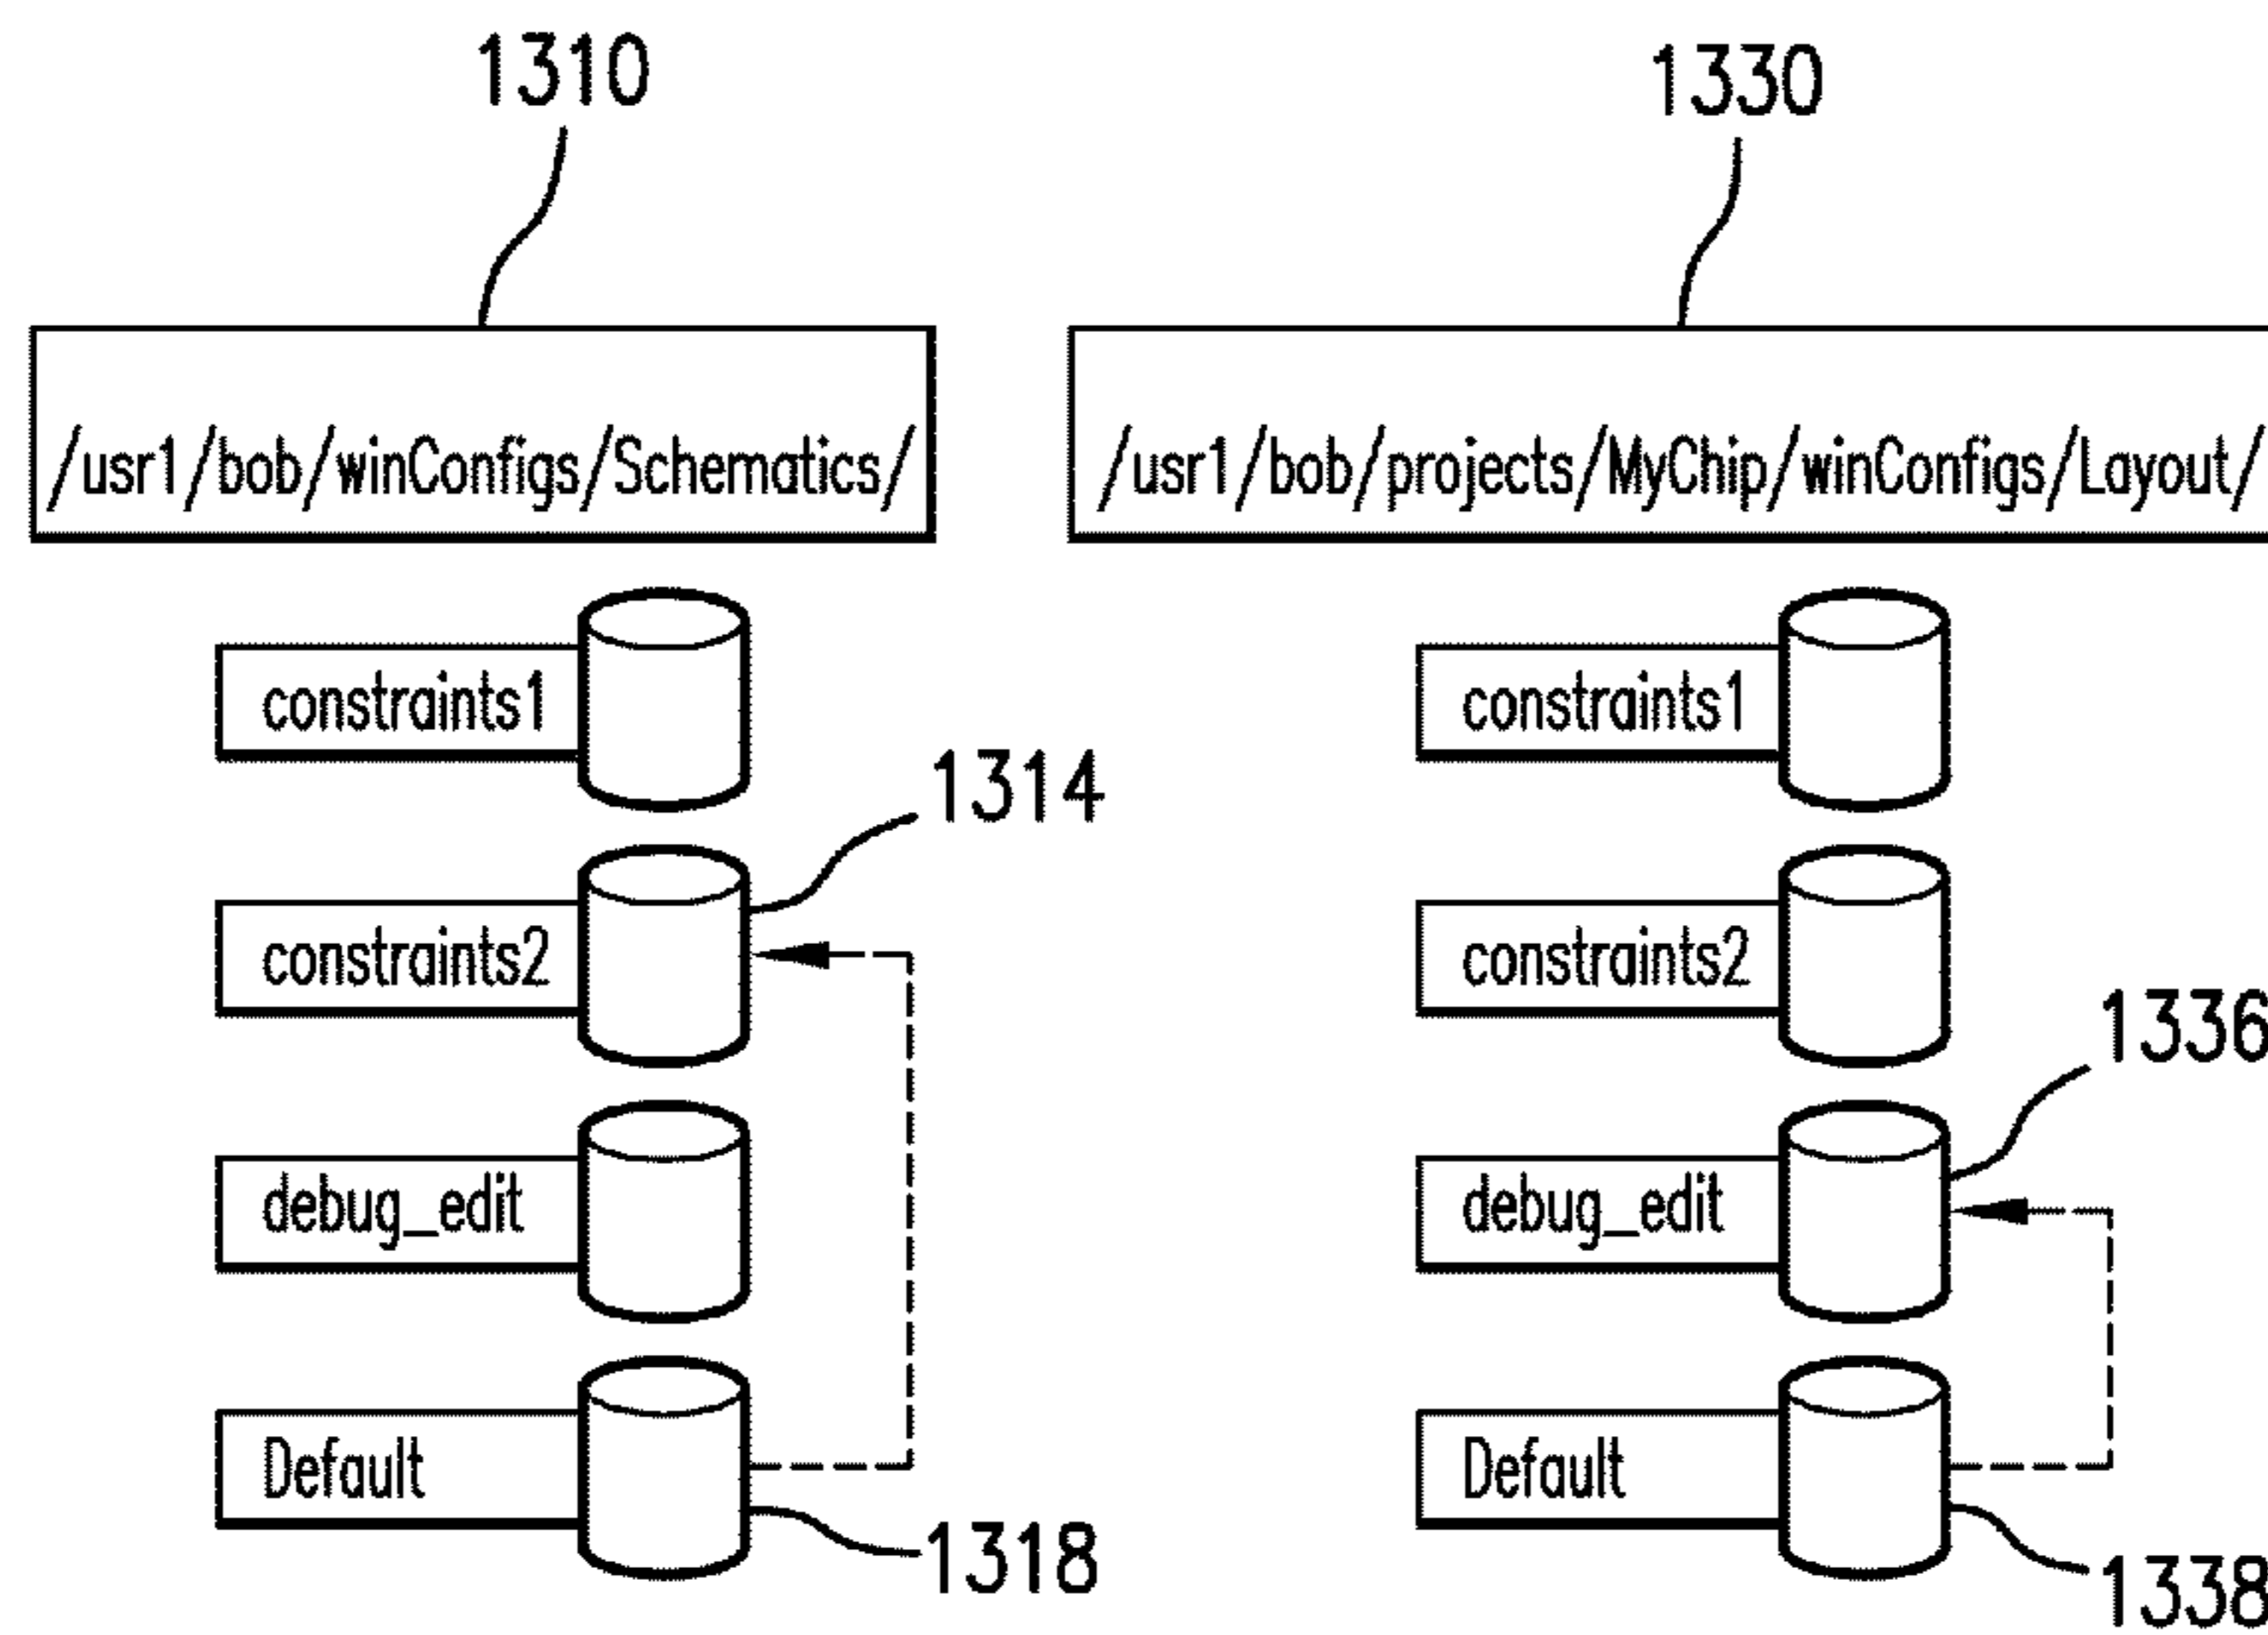 1310
/usr1/bob/winConfigs/Schematics/
constraints1
constraints2
1314
debug_edit
Default
1318
1330
/usr1/bob/projects/MyChip/winConfigs/Layout/
constraints1
constraints2
debug_edit
1336
Default
1338